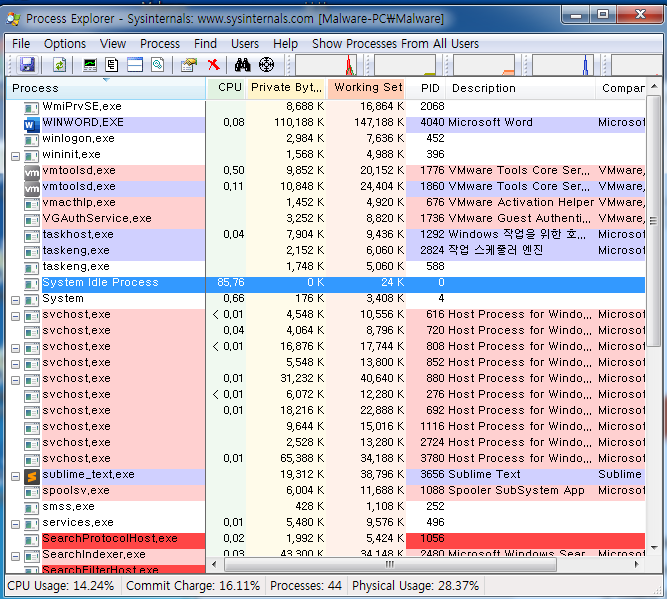 Process Explorer - Sysinternals: www.sysinternals.com [Malware-PC₩Malware]
File Options View Process Find Users Help Show Processes From All Users
Process CPU Private Byt... Working Set PID Description Compar
WmiPrvSE,exe 8,688 K 16,864 K 2068
WINWORD,EXE 0,08 110,188 K 147,188 K 4040 Microsoft Word Microsof
winlogon,exe 2,984 K 7,636 K 452
wininit,exe 1,568 K 4,988 K 396
vmtoolsd,exe 0,50 9,852 K 20,152 K 1776 VMware Tools Core Ser,,, VMware,
vmtoolsd,exe 0,11 10,848 K 24,404 K 1860 VMware Tools Core Ser,,, VMware,
vmacthlp,exe 1,452 K 4,920 K 676 VMware Activation Helper VMware,
VGAuthService,exe 3,252 K 8,820 K 1736 VMware Guest Authenti,,, VMware,
taskhost,exe 0,04 7,904 K 9,436 K 1292 Windows 작업을 위한 호,,, Microsof
taskeng,exe 2,152 K 6,060 K 2824 작업 스케줄러 엔진 Microsof
taskeng,exe 1,748 K 5,060 K 588
System Idle Process 85,76 0 K 24 K 0
System 0,66 176 K 3,408 K 4
svchost,exe < 0,01 4,548 K 10,556 K 616 Host Process for Windo,,, Microsof
svchost,exe 0,04 4,064 K 8,796 K 720 Host Process for Windo,,, Microsof
svchost,exe < 0,01 16,876 K 17,744 K 808 Host Process for Windo,,, Microsof
svchost,exe 5,548 K 13,800 K 852 Host Process for Windo,,, Microsof
svchost,exe 0,01 31,232 K 40,640 K 880 Host Process for Windo,,, Microsof
svchost,exe < 0,01 6,072 K 12,280 K 276 Host Process for Windo,,, Microsof
svchost,exe 0,01 18,216 K 22,888 K 692 Host Process for Windo,,, Microsof
svchost,exe 9,644 K 15,016 K 1116 Host Process for Windo,,, Microsof
svchost,exe 2,528 K 13,280 K 2724 Host Process for Windo,,, Microsof
svchost,exe 0,01 65,388 K 34,188 K 3780 Host Process for Windo,,, Microsof
sublime_text,exe 19,312 K 38,796 K 3656 Sublime Text Sublime
spoolsv,exe 6,004 K 11,688 K 1088 Spooler SubSystem App Microsof
smss,exe 428 K 1,108 K 252
services,exe 0,01 5,480 K 9,576 K 496
SearchProtocolHost,exe 0,02 1,992 K 5,424 K 1056
SearchIndexer,exe 0,03 43,300 K 34,148 K 2480 Microsoft Windows Sear,,, Microsof
SearchFilterHost,exe
CPU Usage: 14.24% Commit Charge: 16.11% Processes: 44 Physical Usage: 28.37%